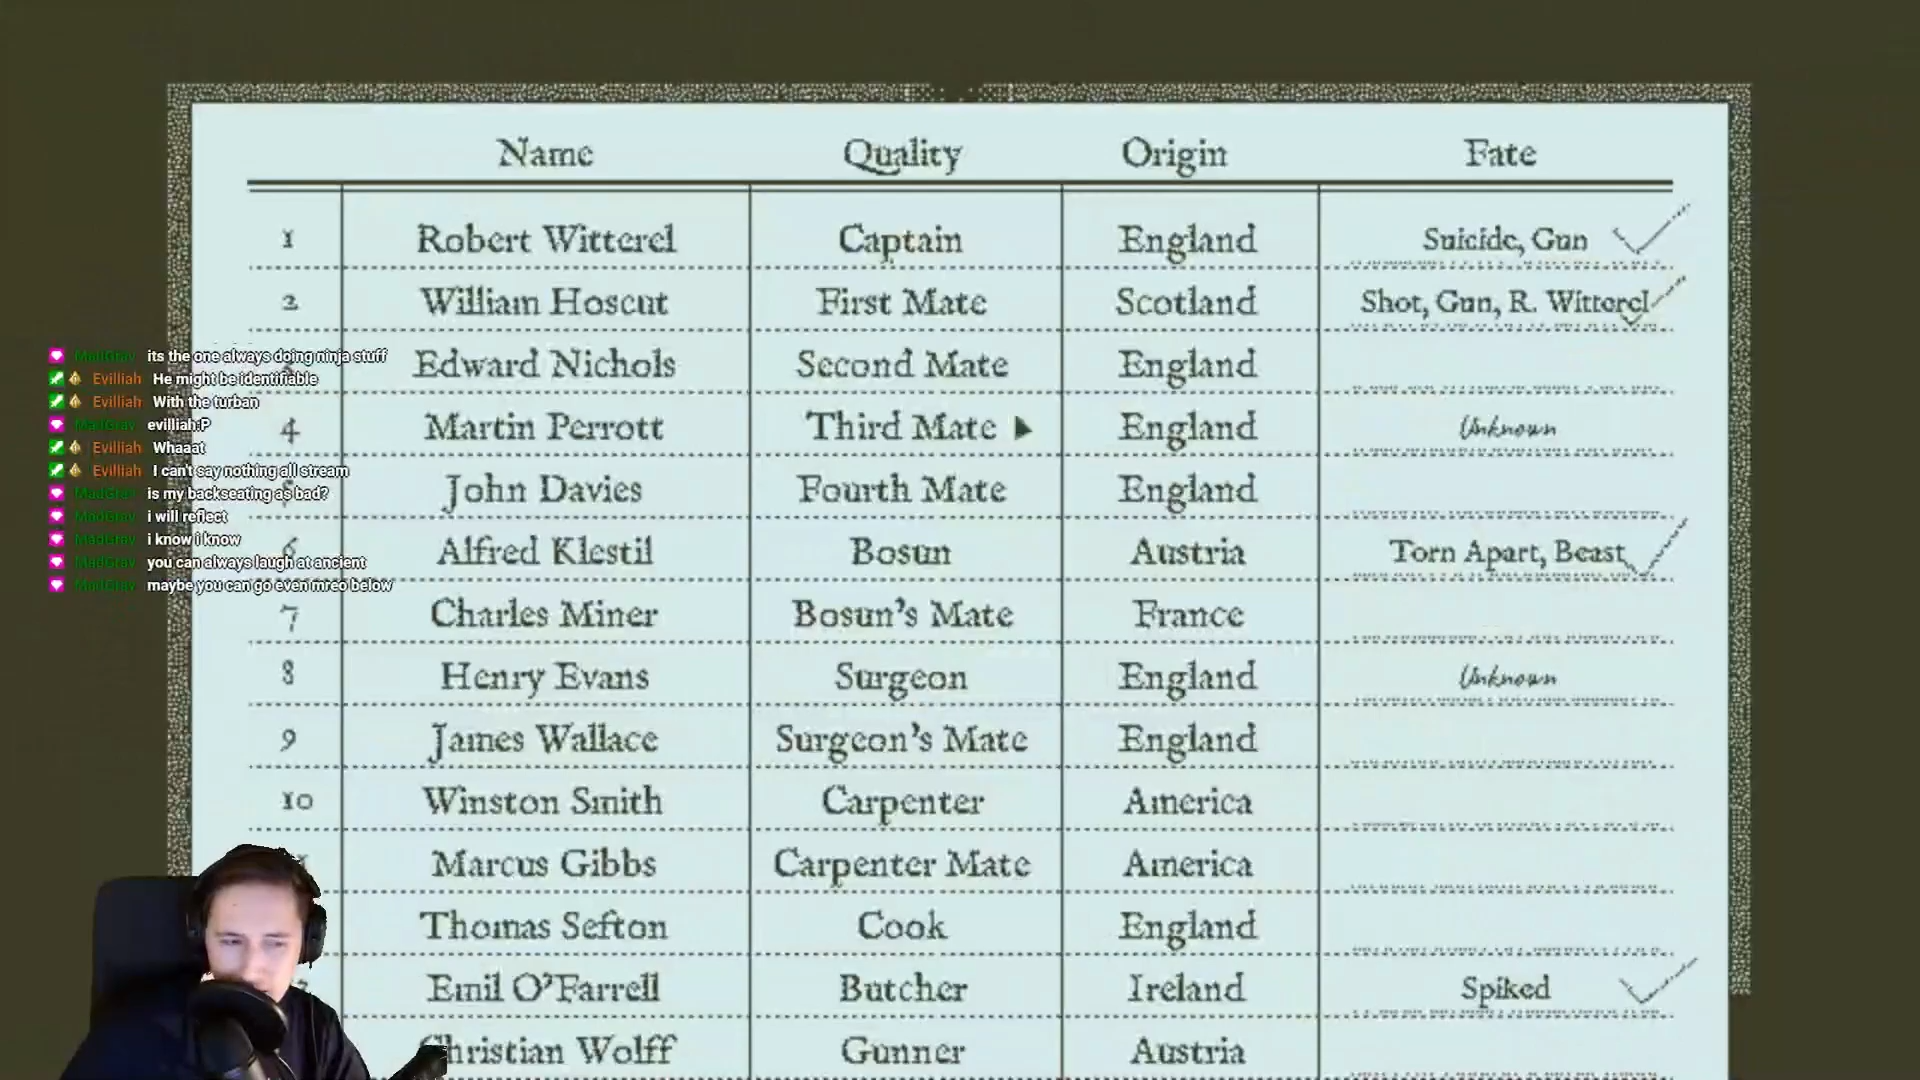 Name Quality Origin Fate
1 Robert Witterel Captain England Suicide, Gun
2 William Hoscut First Mate Scotland Shot, Gun, R. Witterel
Edward Nichols Second Mate England
4 Martin Perrott Third Mate England Unknown
John Davies Fourth Mate England
6 Alfred Klestil Bosun Austria Torn Apart, Beast
7 Charles Miner Bosun's Mate France
8 Henry Evans Surgeon England Unknown
9 James Wallace Surgeon's Mate England
10 Winston Smith Carpenter America
Marcus Gibbs Carpenter Mate America
Thomas Sefton Cook England
Emil O'Farrell Butcher Ireland Spiked
Christian Wolff Gunner Austria
MadGrav its the one always doing ninja stuff
Evilliah He might be identifiable
Evilliah With the turban
MadGrav evilliah:P
Evilliah Whaaat
Evilliah I can't say nothing all stream
MadGrav is my backseating as bad?
MadGrav i will reflect
MadGrav i know i know
MadGrav you can always laugh at ancient
MadGrav maybe you can go even mreo below